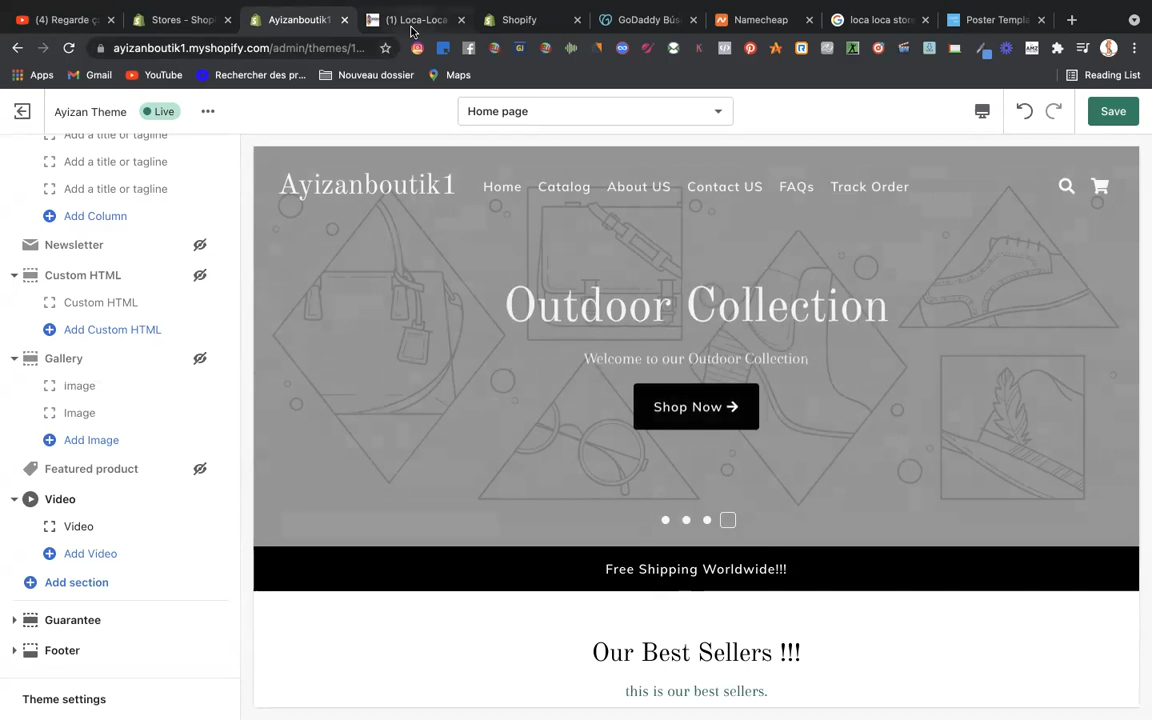 (4) Regarde ç
Stores - Shop
Ayizanboutik1
(1) Loca-Loca
Shopify
GoDaddy Bús
Namecheap
loca loca store
Poster Templa
ayizanboutik1.myshopify.com/admin/themes/1...
Apps
Gmail
YouTube
Rechercher des pr...
Nouveau dossier
Maps
Reading List
Ayizan Theme
Live
Home page
Save
Add a title or tagline
Add a title or tagline
Add a title or tagline
Add Column
Newsletter
Custom HTML
Custom HTML
Add Custom HTML
Gallery
image
Image
Add Image
Featured product
Video
Video
Add Video
Add section
Guarantee
Footer
Theme settings
Ayizanboutik1
Home
Catalog
About US
Contact US
FAQs
Track Order
Outdoor Collection
Welcome to our Outdoor Collection
Shop Now
Free Shipping Worldwide!!!
Our Best Sellers !!!
this is our best sellers.